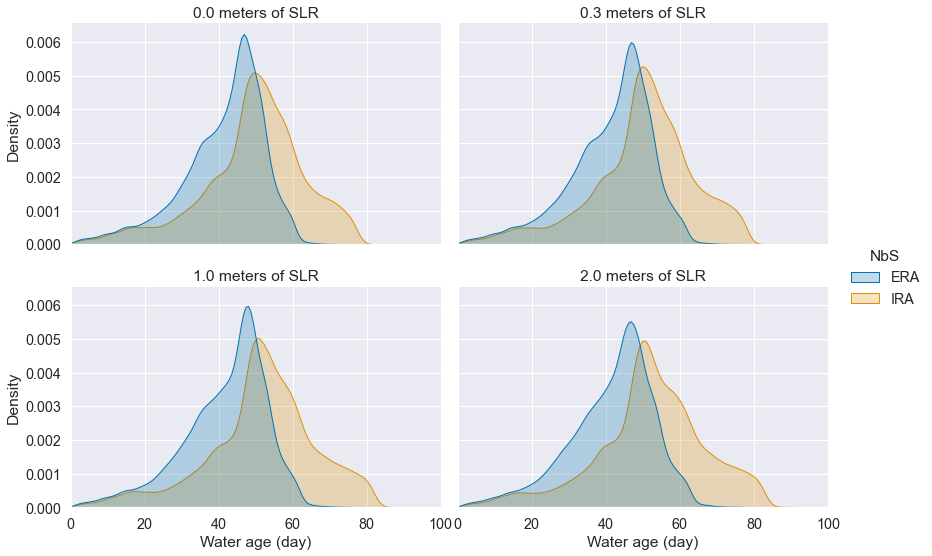 0.0 meters of SLR
0.3 meters of SLR
0.006
0.005
0.004
0.003
0.002
0.001
0.000
Density
1.0 meters of SLR
2.0 meters of SLR
0.006
0.005
0.004
0.003
0.002
0.001
0.000
Density
0 20 40 60 80 100
0 20 40 60 80 100
Water age (day)
Water age (day)
NbS
ERA
IRA